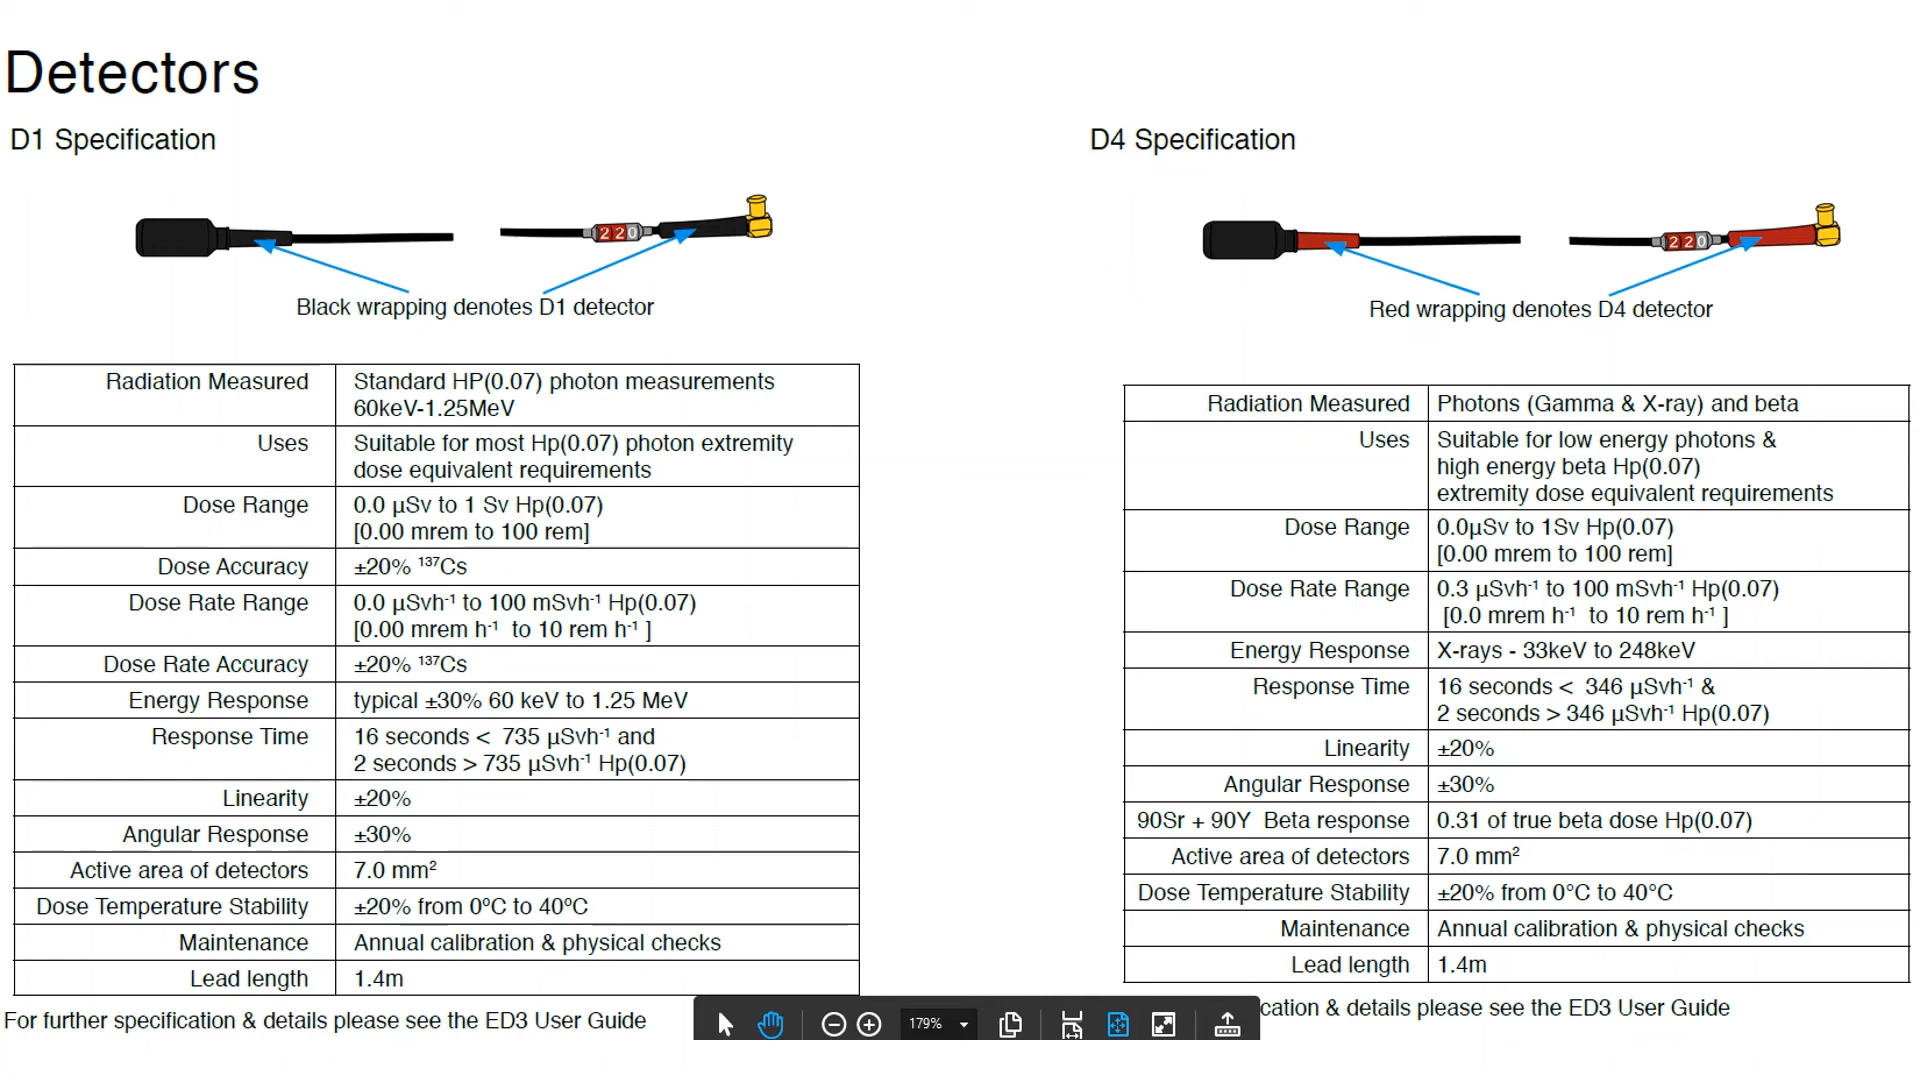 Detectors
D1 Specification
220
Black wrapping denotes D1 detector
Radiation Measured Standard HP(0.07) photon measurements
60keV-1.25MeV
Uses Suitable for most Hp(0.07) photon extremity
dose equivalent requirements
Dose Range 0.0 µSv to 1 Sv Hp(0.07)
[0.00 mrem to 100 rem]
Dose Accuracy ±20% ¹³⁷Cs
Dose Rate Range 0.0 µSvh⁻¹ to 100 mSvh⁻¹ Hp(0.07)
[0.00 mrem h⁻¹ to 10 rem h⁻¹ ]
Dose Rate Accuracy ±20% ¹³⁷Cs
Energy Response typical ±30% 60 keV to 1.25 MeV
Response Time 16 seconds < 735 µSvh⁻¹ and
2 seconds > 735 µSvh⁻¹ Hp(0.07)
Linearity ±20%
Angular Response ±30%
Active area of detectors 7.0 mm²
Dose Temperature Stability ±20% from 0ºC to 40ºC
Maintenance Annual calibration & physical checks
Lead length 1.4m
For further specification & details please see the ED3 User Guide
D4 Specification
220
Red wrapping denotes D4 detector
Radiation Measured Photons (Gamma & X-ray) and beta
Uses Suitable for low energy photons &
high energy beta Hp(0.07)
extremity dose equivalent requirements
Dose Range 0.0µSv to 1Sv Hp(0.07)
[0.00 mrem to 100 rem]
Dose Rate Range 0.3 µSvh⁻¹ to 100 mSvh⁻¹ Hp(0.07)
[0.0 mrem h⁻¹ to 10 rem h⁻¹ ]
Energy Response X-rays - 33keV to 248keV
Response Time 16 seconds < 346 µSvh⁻¹ &
2 seconds > 346 µSvh⁻¹ Hp(0.07)
Linearity ±20%
Angular Response ±30%
90Sr + 90Y Beta response 0.31 of true beta dose Hp(0.07)
Active area of detectors 7.0 mm²
Dose Temperature Stability ±20% from 0°C to 40°C
Maintenance Annual calibration & physical checks
Lead length 1.4m
cation & details please see the ED3 User Guide
179%